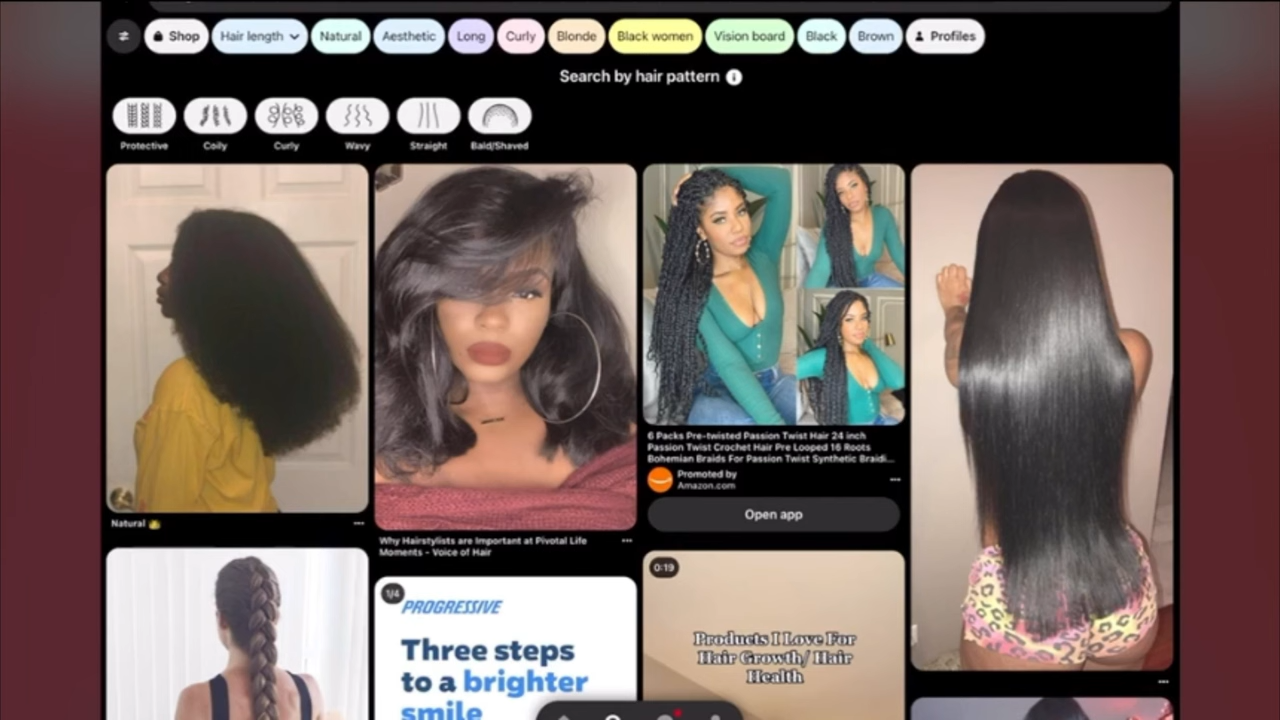 Shop
Hair length
Natural
Aesthetic
Long
Curly
Blonde
Black women
Vision board
Black
Brown
Profiles
Search by hair pattern
Protective
Coily
Curly
Wavy
Straight
Bald/Shaved
Natural
Why Hairstylists are Important at Pivotal Life
Moments - Voice of Hair
6 Packs Pre-twisted Passion Twist Hair 24 inch
Passion Twist Crochet Hair Pre Looped 16 Roots
Bohemian Braids For Passion Twist Synthetic Braidi...
Promoted by
Amazon.com
Open app
1/4
PROGRESSIVE
Three steps
to a brighter
smile
0:19
Products I Love For
Hair Growth/ Hair
Health